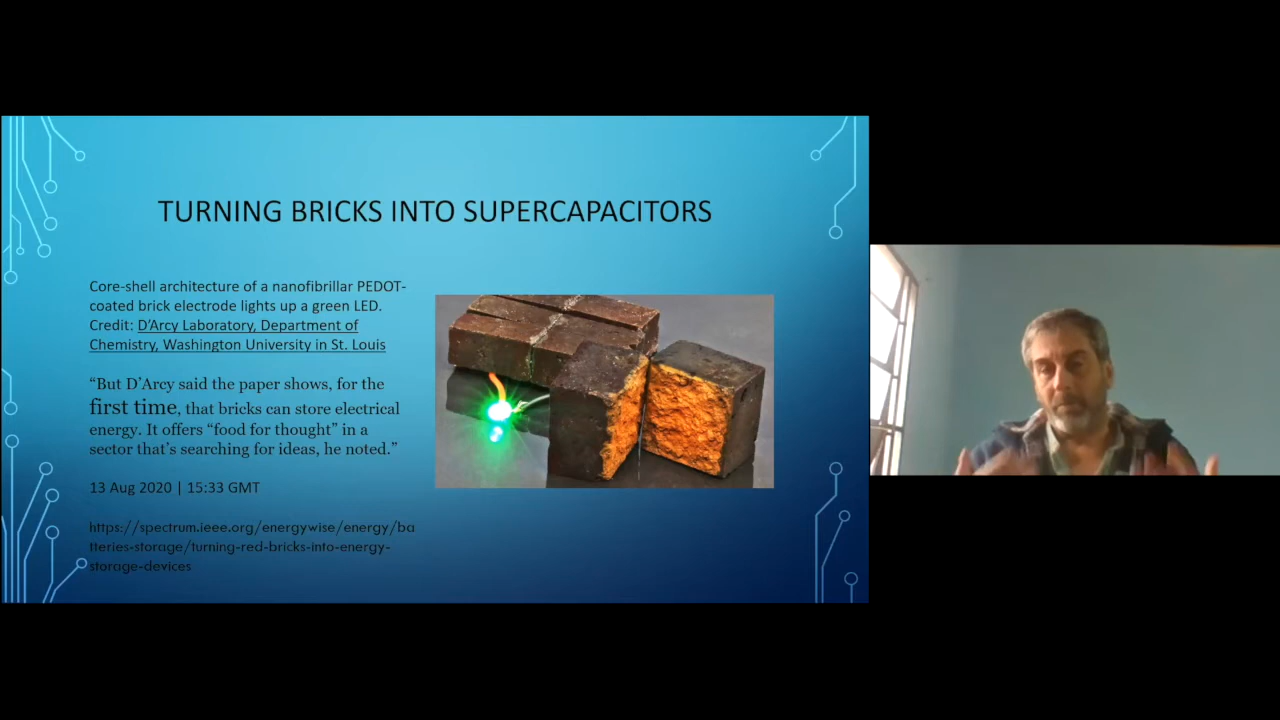 TURNING BRICKS INTO SUPERCAPACITORS
Core-shell architecture of a nanofibrillar PEDOT-
coated brick electrode lights up a green LED.
Credit: D’Arcy Laboratory, Department of
Chemistry, Washington University in St. Louis
“But D’Arcy said the paper shows, for the
first time, that bricks can store electrical
energy. It offers “food for thought” in a
sector that’s searching for ideas, he noted.”
13 Aug 2020 | 15:33 GMT
https://spectrum.ieee.org/energywise/energy/ba
tteries-storage/turning-red-bricks-into-energy-
storage-devices